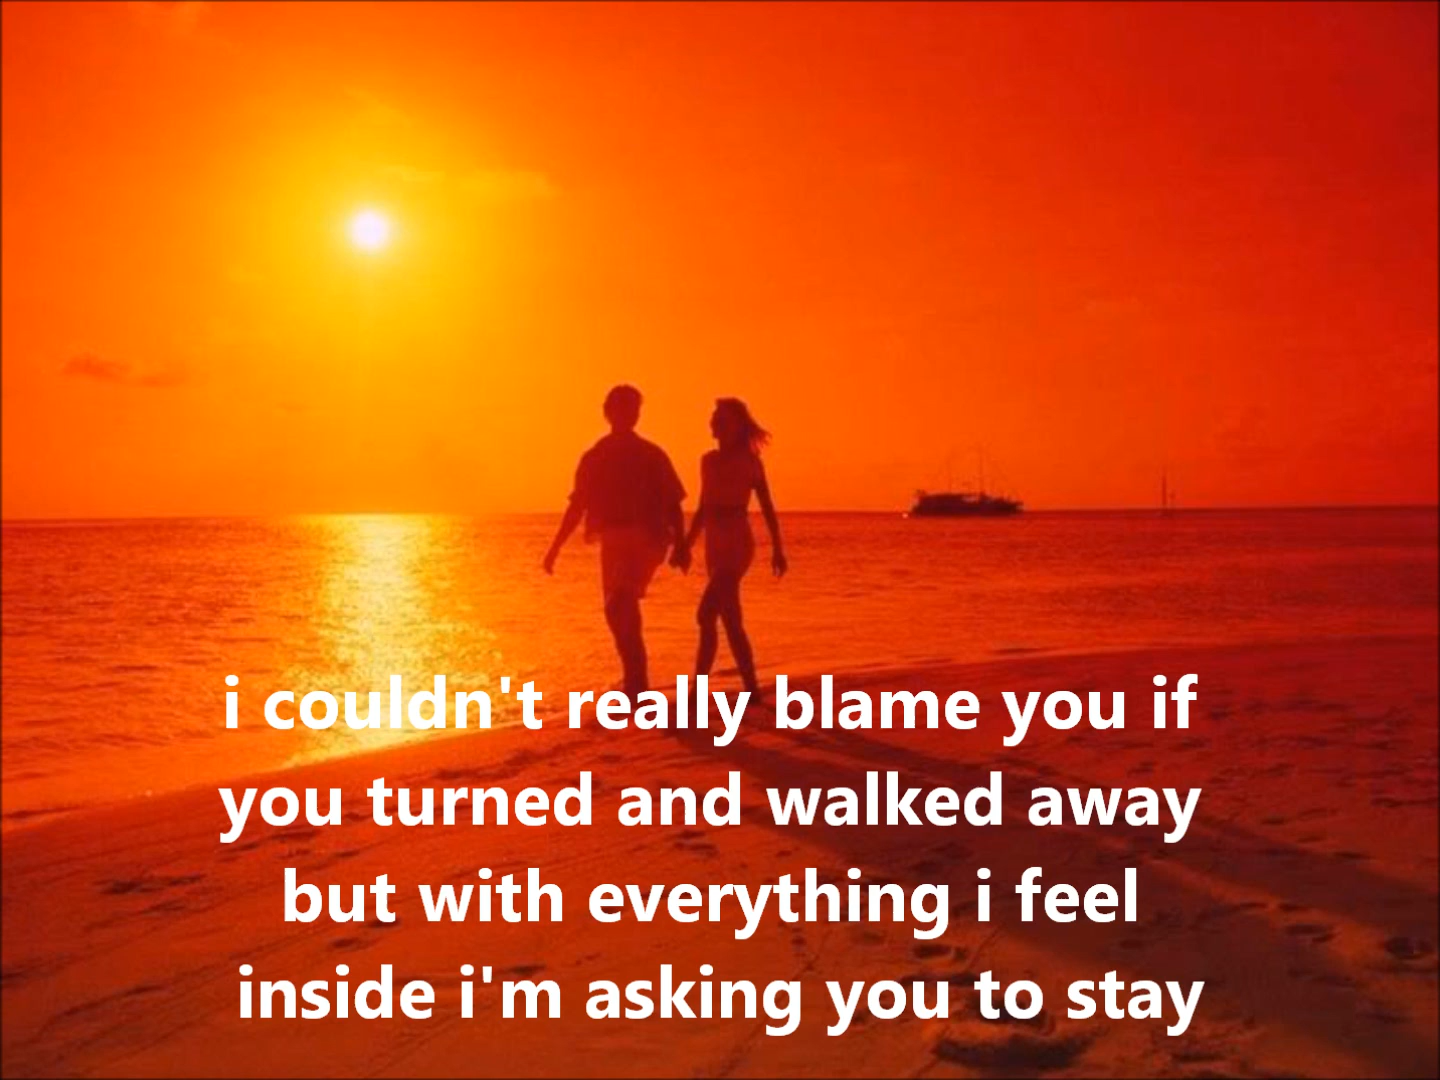 i couldn't really blame you if
you turned and walked away
but with everything i feel
inside i'm asking you to stay